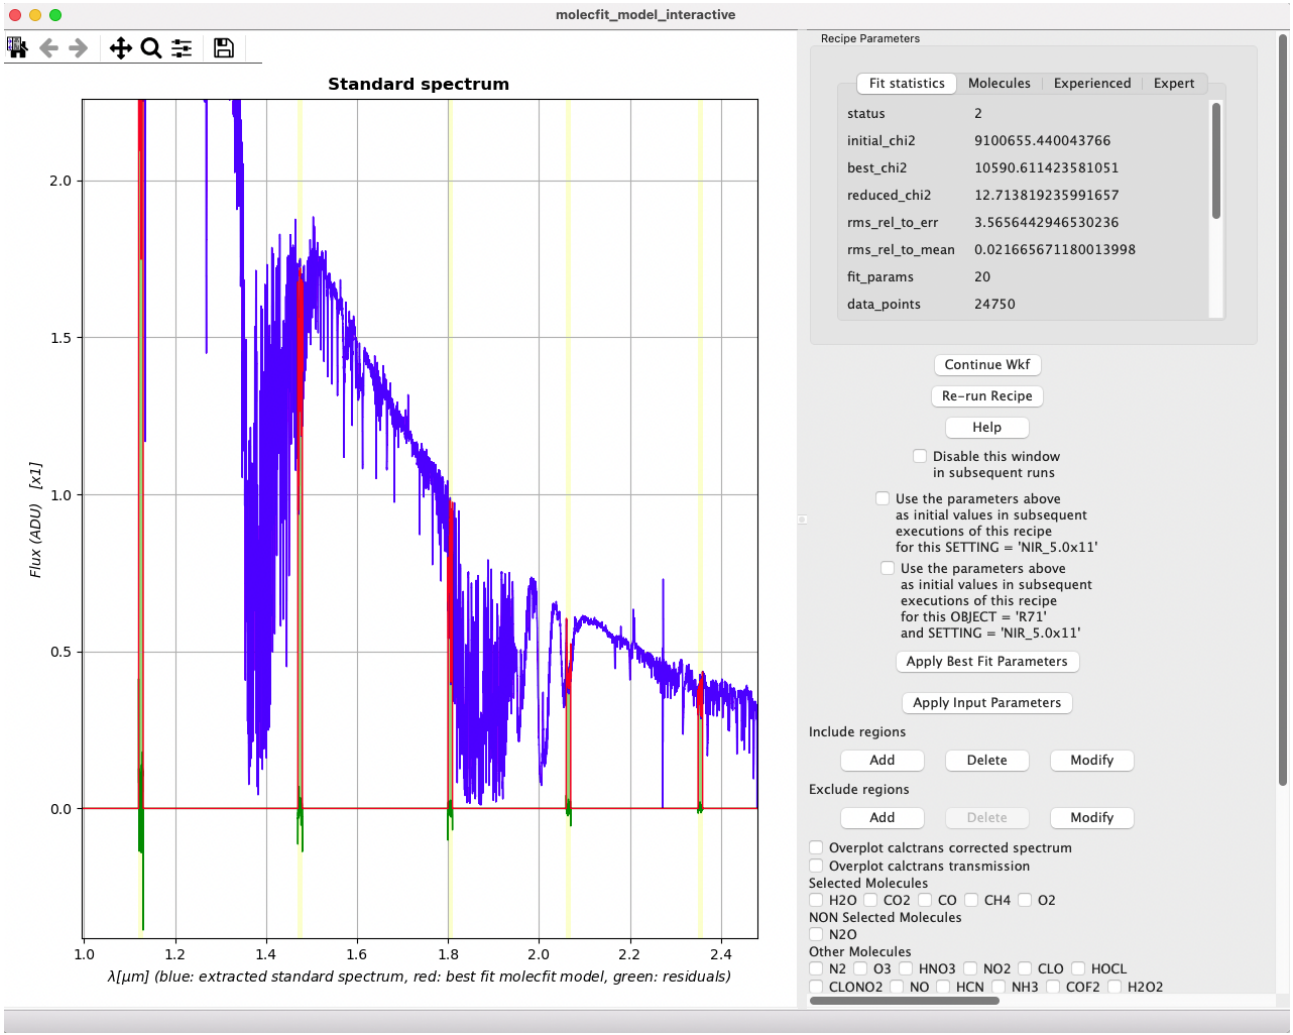 molecfit_model_interactive
Standard spectrum
2.0
1.5
1.0
0.5
0.0
Flux (ADU) [x1]
1.0 1.2 1.4 1.6 1.8 2.0 2.2 2.4
λ[μm] (blue: extracted standard spectrum, red: best fit molecfit model, green: residuals)
Recipe Parameters
Fit statistics Molecules Experienced Expert
status 2
initial_chi2 9100655.440043766
best_chi2 10590.611423581051
reduced_chi2 12.713819235991657
rms_rel_to_err 3.5656442946530236
rms_rel_to_mean 0.021665671180013998
fit_params 20
data_points 24750
Continue Wkf
Re-run Recipe
Help
Disable this window
in subsequent runs
Use the parameters above
as initial values in subsequent
executions of this recipe
for this SETTING = 'NIR_5.0x11'
Use the parameters above
as initial values in subsequent
executions of this recipe
for this OBJECT = 'R71'
and SETTING = 'NIR_5.0x11'
Apply Best Fit Parameters
Apply Input Parameters
Include regions
Add Delete Modify
Exclude regions
Add Delete Modify
Overplot calctrans corrected spectrum
Overplot calctrans transmission
Selected Molecules
H2O CO2 CO CH4 O2
NON Selected Molecules
N2O
Other Molecules
N2 O3 HNO3 NO2 CLO HOCL
CLONO2 NO HCN NH3 COF2 H2O2